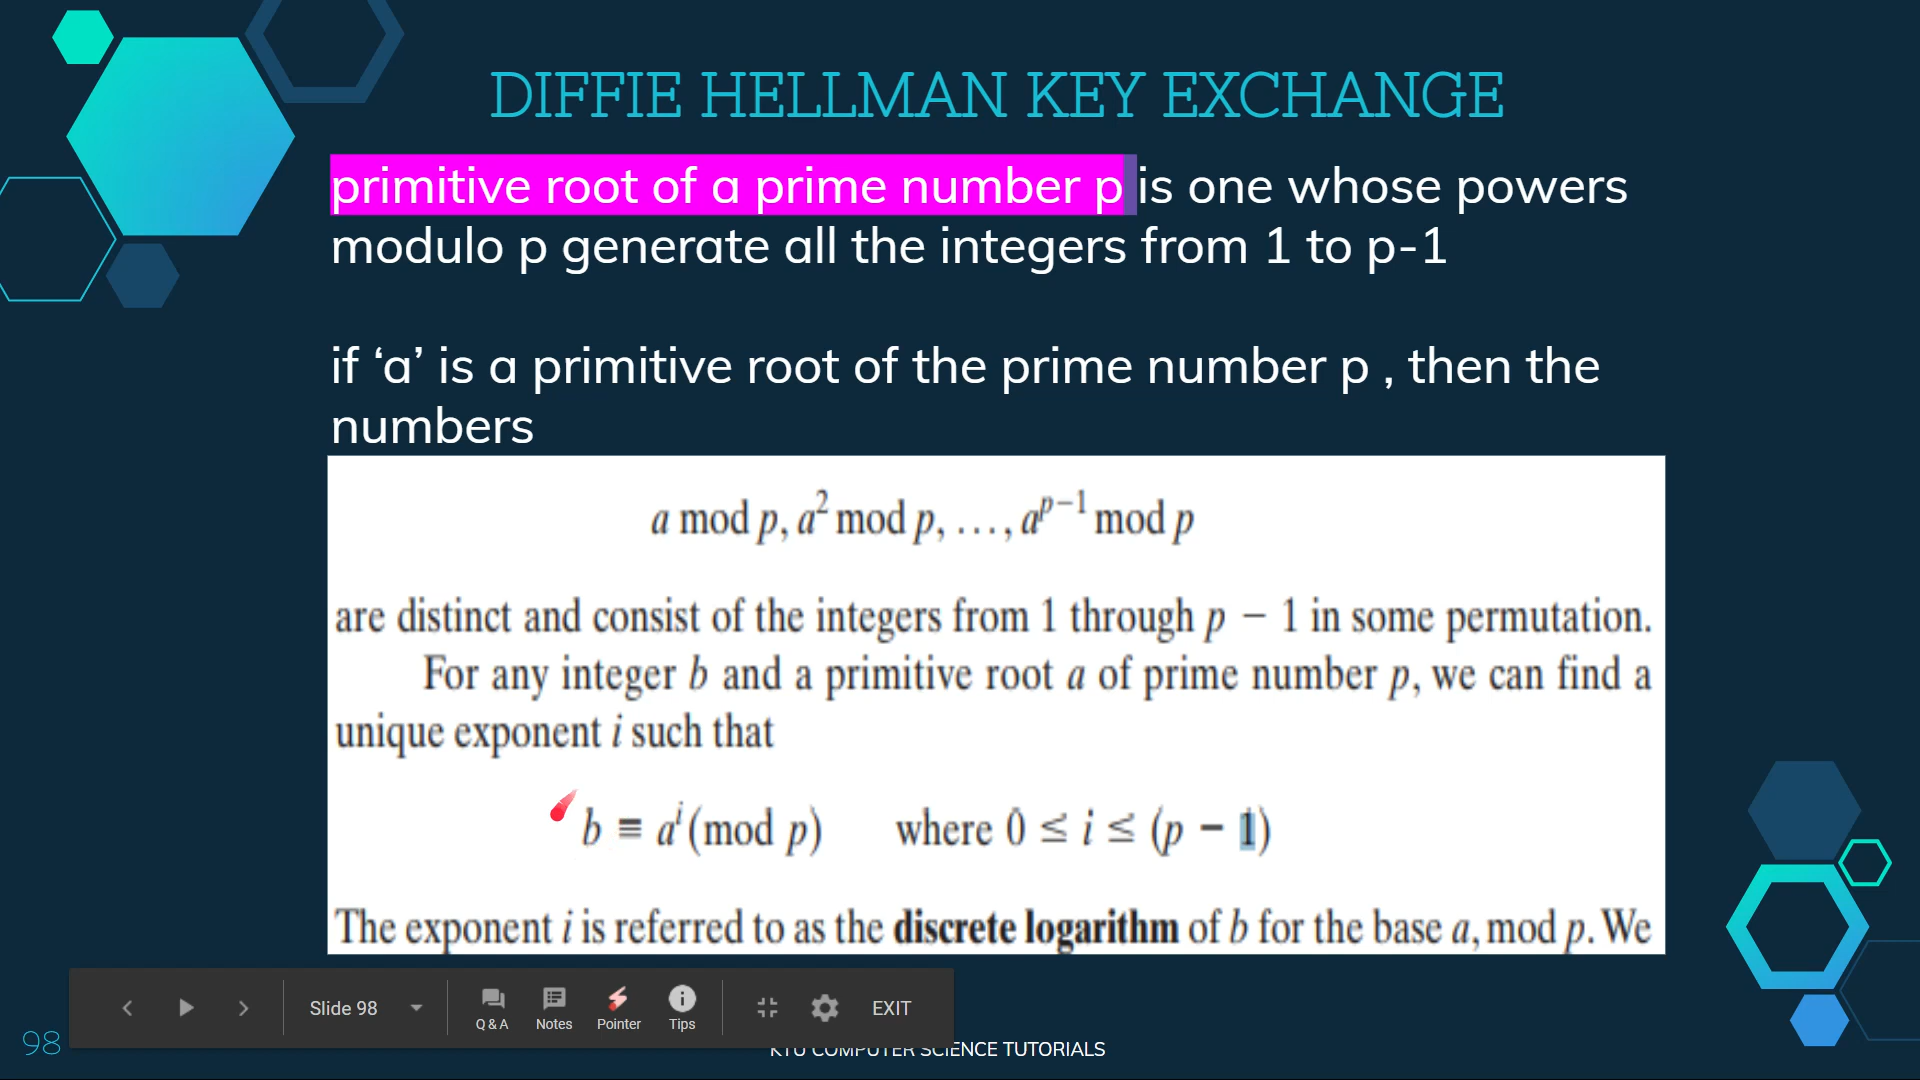 DIFFIE HELLMAN KEY EXCHANGE
primitive root of a prime number p is one whose powers
modulo p generate all the integers from 1 to p-1
if ‘a’ is a primitive root of the prime number p , then the
numbers
a mod p, a² mod p, . . . , aᵖ⁻¹ mod p
are distinct and consist of the integers from 1 through p − 1 in some permutation.
For any integer b and a primitive root a of prime number p, we can find a
unique exponent i such that
b ≡ aⁱ (mod p) where 0 ≤ i ≤ (p − 1)
The exponent i is referred to as the discrete logarithm of b for the base a, mod p. We
Slide 98
Q & A Notes Pointer Tips
EXIT
98
KTU COMPUTER SCIENCE TUTORIALS